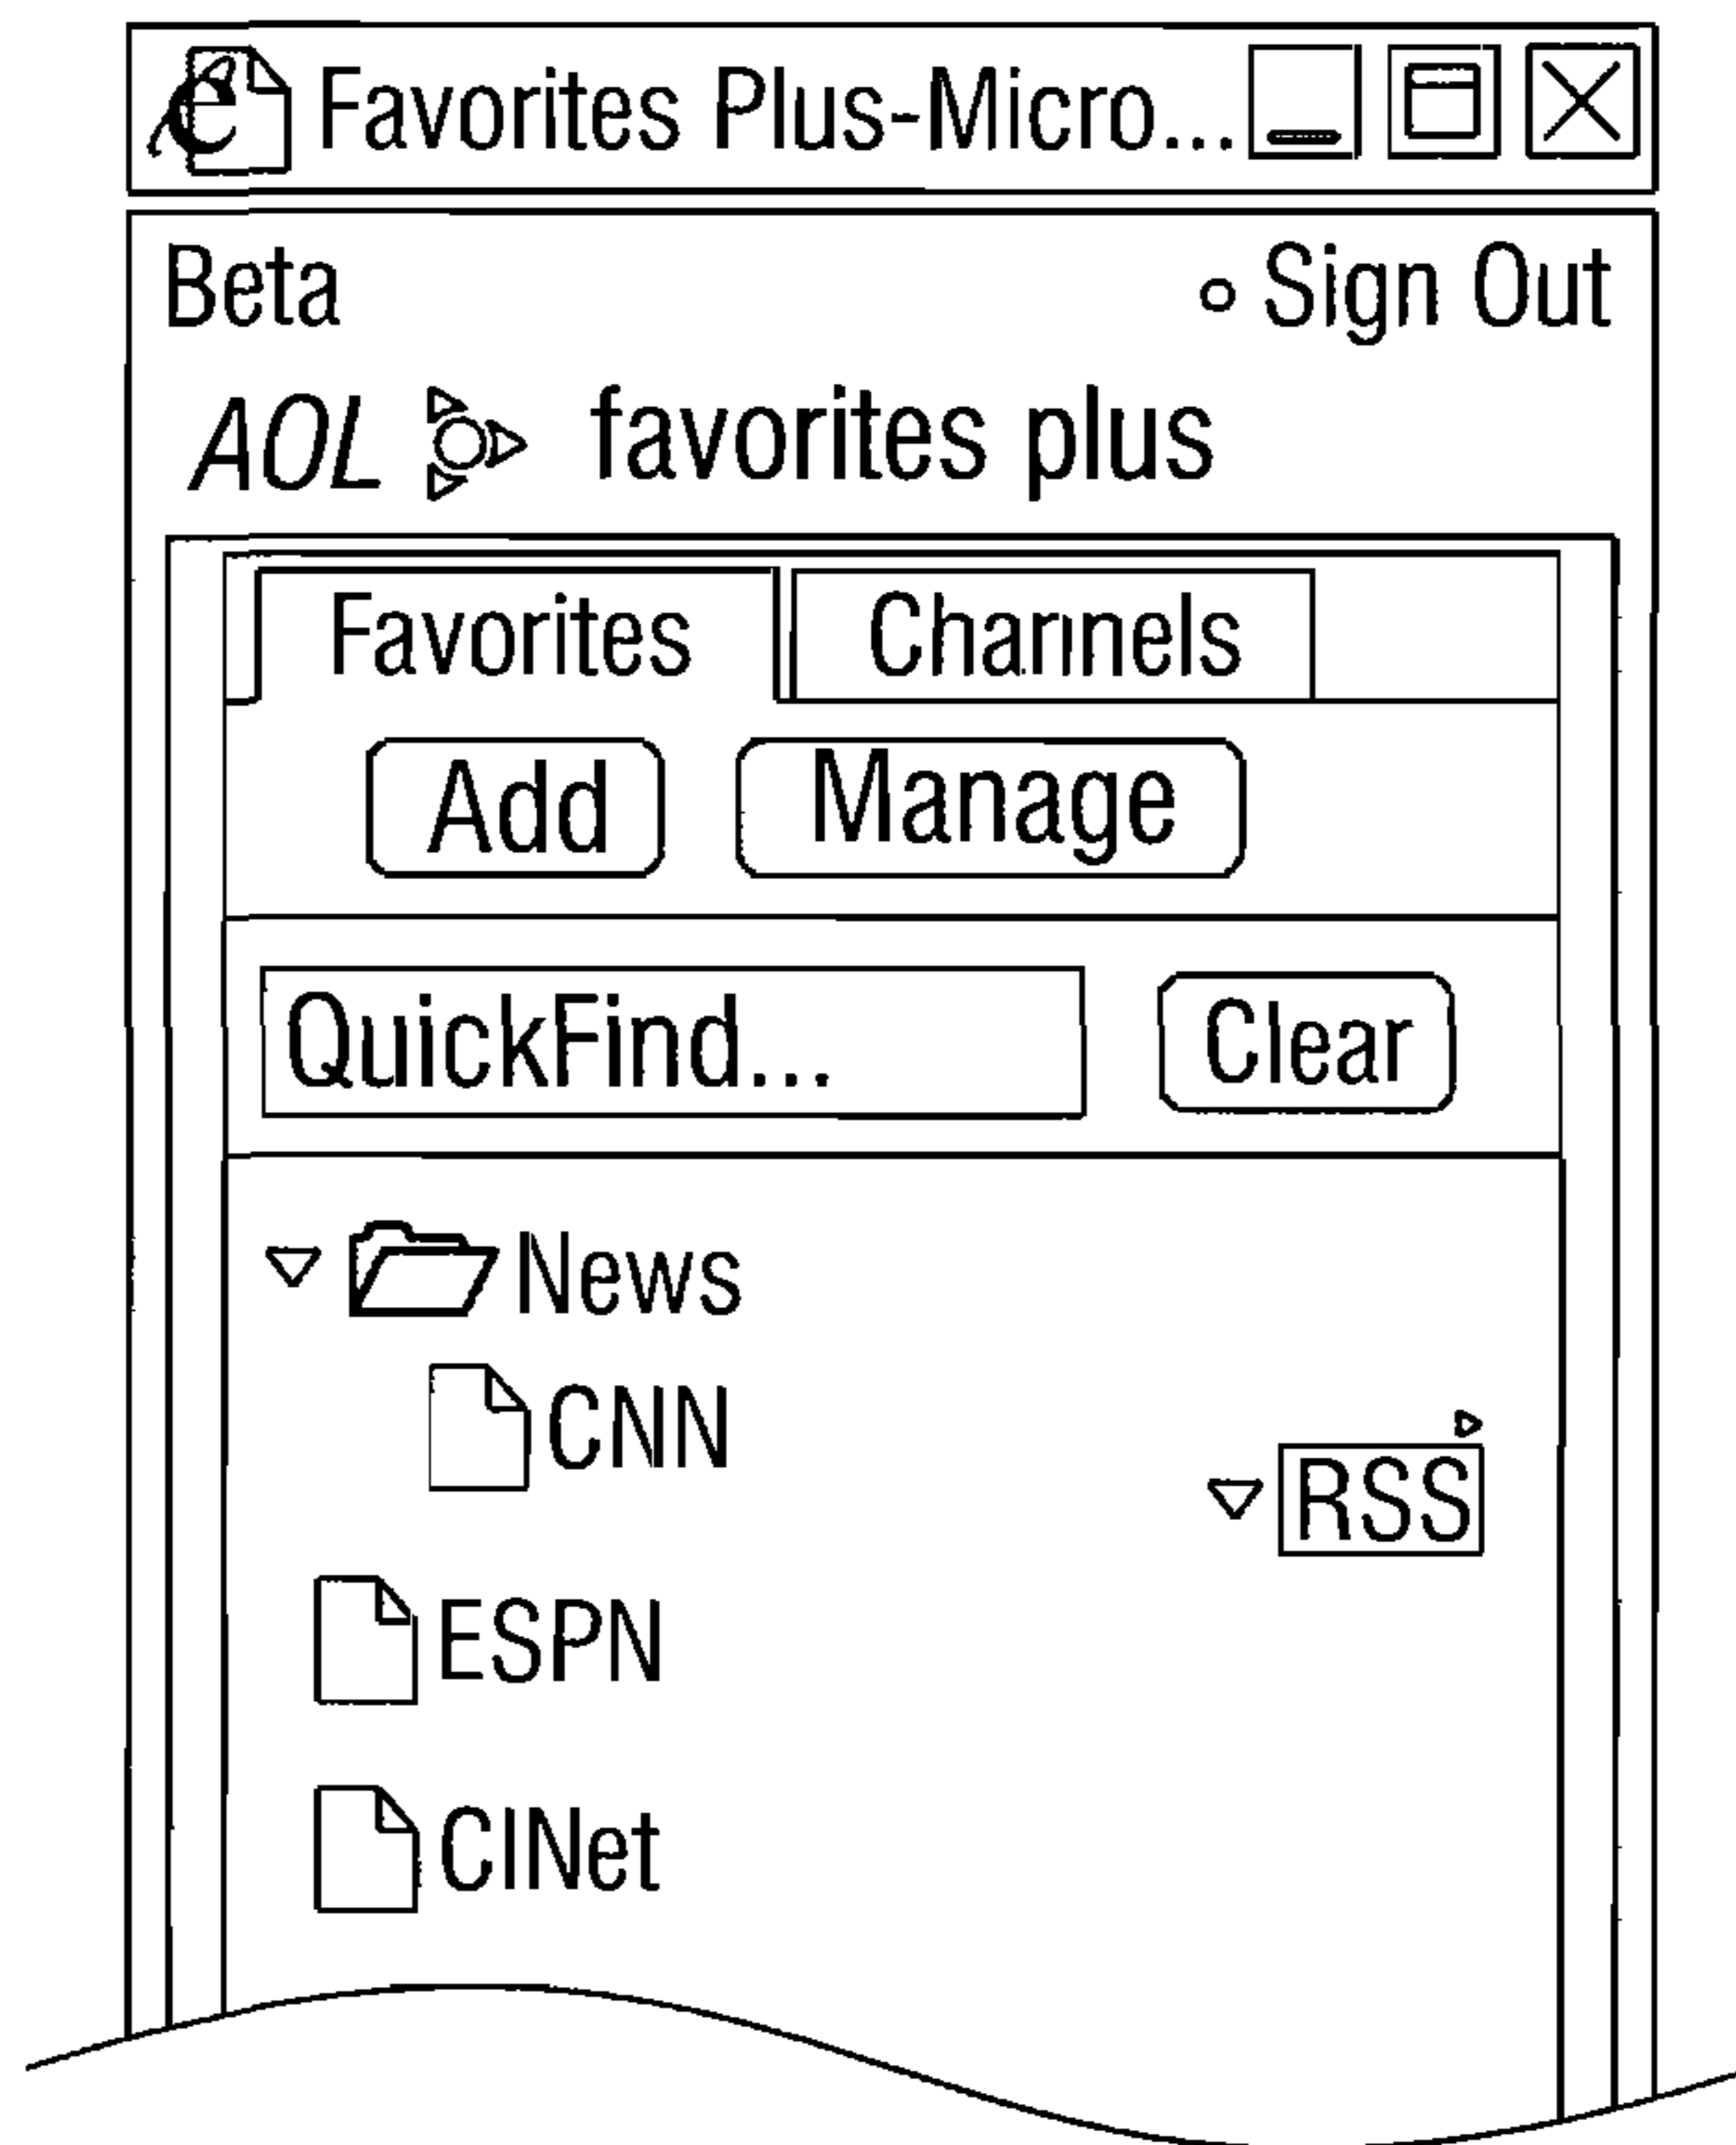 Favorites Plus-Micro...
Beta
Sign Out
AOL favorites plus
Favorites Channels
Add Manage
QuickFind... Clear
News
CNN
RSS
ESPN
CINet